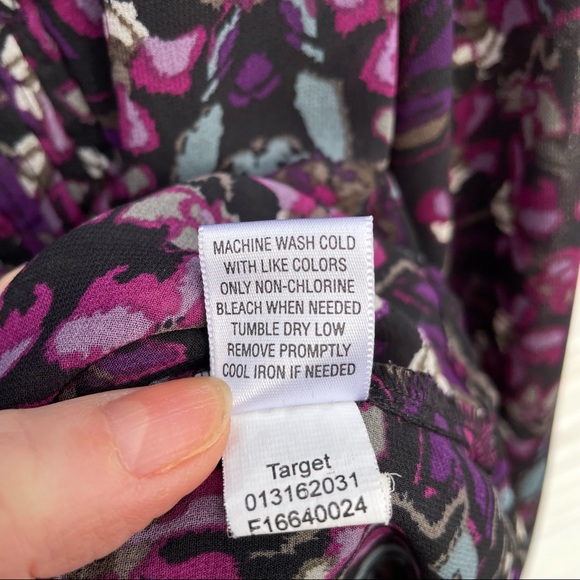 MACHINE WASH COLD
WITH LIKE COLORS
ONLY NON-CHLORINE
BLEACH WHEN NEEDED
TUMBLE DRY LOW
REMOVE PROMPTLY
COOL IRON IF NEEDED
Target
013162031
F16640024